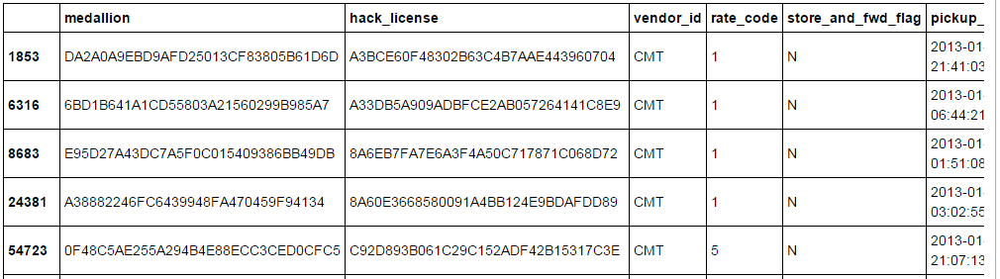 medallion hack_license vendor_id rate_code store_and_fwd_flag pickup_
1853 DA2A0A9EBD9AFD25013CF83805B61D6D A3BCE60F48302B63C4B7AAE443960704 CMT 1 N 2013-01
21:41:03
6316 6BD1B641A1CD55803A21560299B985A7 A33DB5A909ADBFCE2AB057264141C8E9 CMT 1 N 2013-01
06:44:21
8683 E95D27A43DC7A5F0C015409386BB49DB 8A6EB7FA7E6A3F4A50C717871C068D72 CMT 1 N 2013-01
01:51:08
24381 A38882246FC6439948FA470459F94134 8A60E3668580091A4BB124E9BDAFDD89 CMT 1 N 2013-01
03:02:55
54723 0F48C5AE255A294B4E88ECC3CED0CFC5 C92D893B061C29C152ADF42B15317C3E CMT 5 N 2013-01
21:07:13